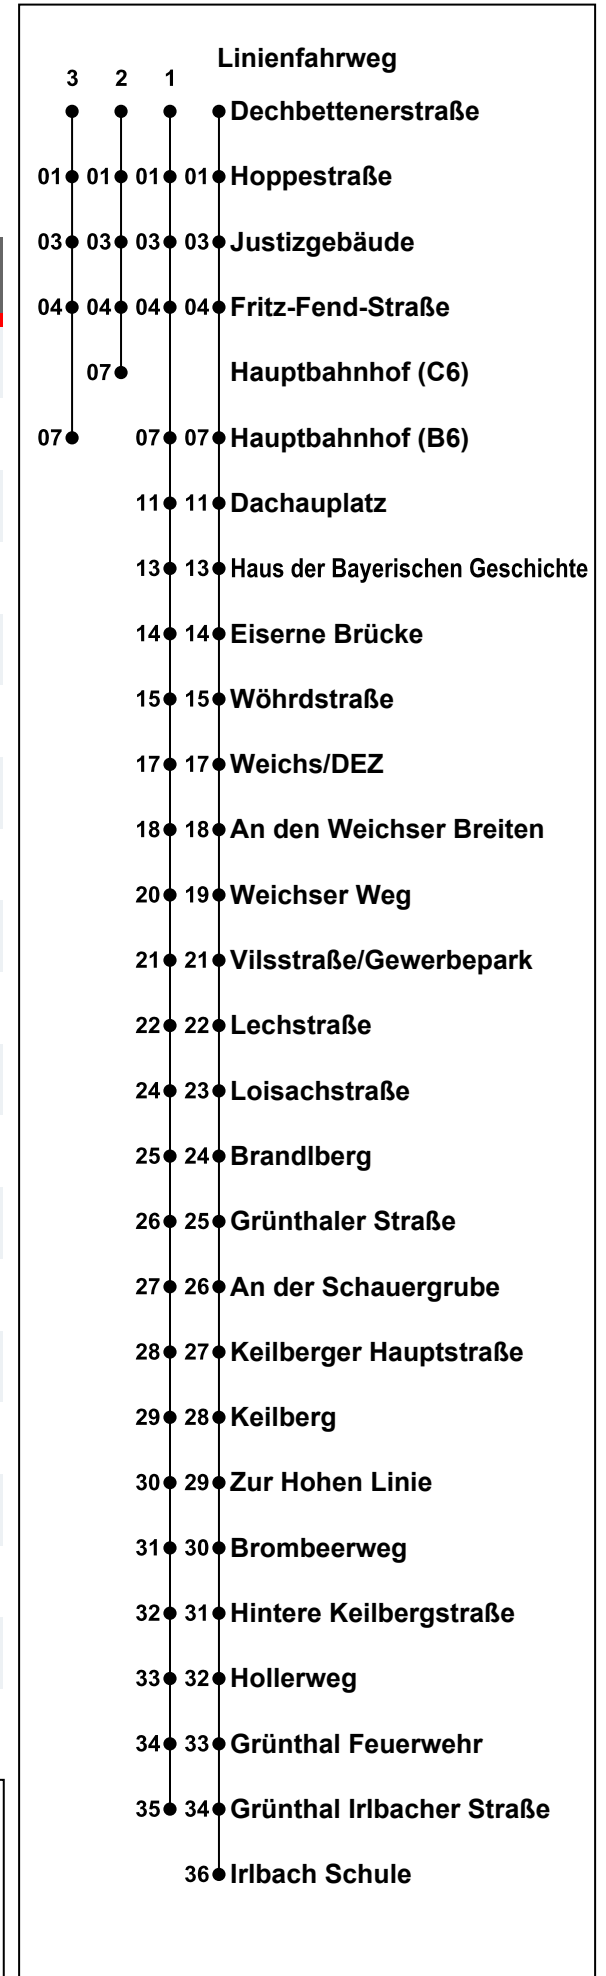 Linienfahrweg
3 2 1
Dechbettenerstraße
01 01 01 01 Hoppestraße
03 03 03 03 Justizgebäude
04 04 04 04 Fritz-Fend-Straße
07 Hauptbahnhof (C6)
07 07 07 Hauptbahnhof (B6)
11 11 Dachauplatz
13 13 Haus der Bayerischen Geschichte
14 14 Eiserne Brücke
15 15 Wöhrdstraße
17 17 Weichs/DEZ
18 18 An den Weichser Breiten
20 19 Weichser Weg
21 21 Vilsstraße/Gewerbepark
22 22 Lechstraße
24 23 Loisachstraße
25 24 Brandlberg
26 25 Grünthaler Straße
27 26 An der Schauergrube
28 27 Keilberger Hauptstraße
29 28 Keilberg
30 29 Zur Hohen Linie
31 30 Brombeerweg
32 31 Hintere Keilbergstraße
33 32 Hollerweg
34 33 Grünthal Feuerwehr
35 34 Grünthal Irlbacher Straße
36 Irlbach Schule